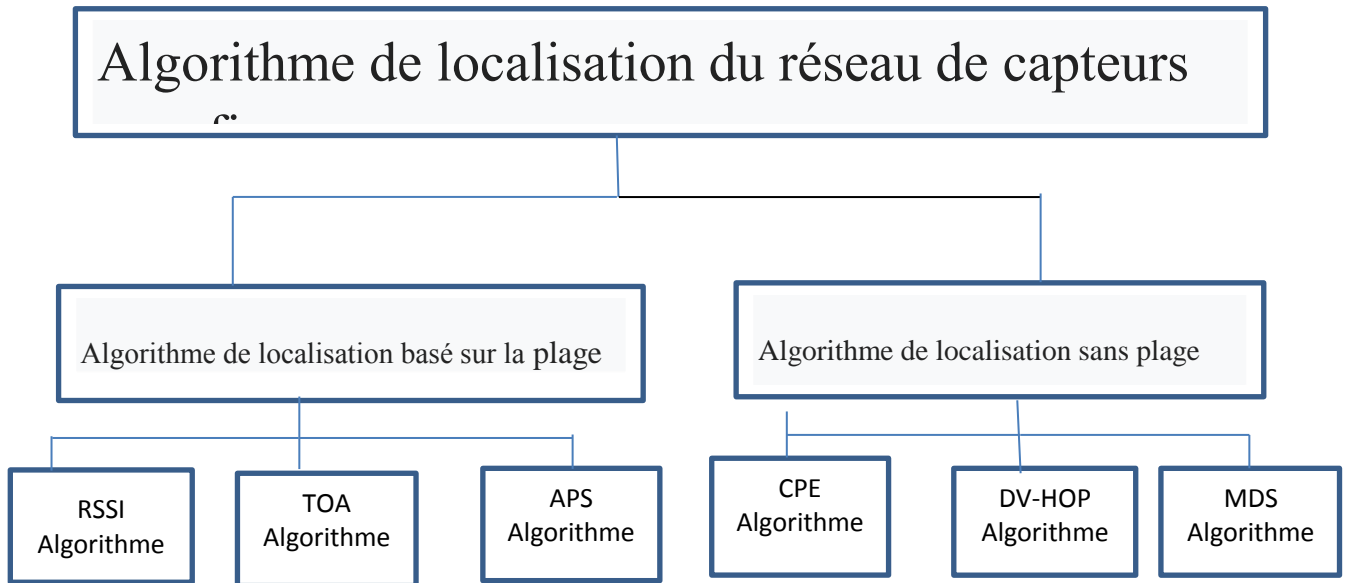 Algorithme de localisation du réseau de capteurs
Algorithme de localisation basé sur la plage
Algorithme de localisation sans plage
RSSI
Algorithme
TOA
Algorithme
APS
Algorithme
CPE
Algorithme
DV-HOP
Algorithme
MDS
Algorithme